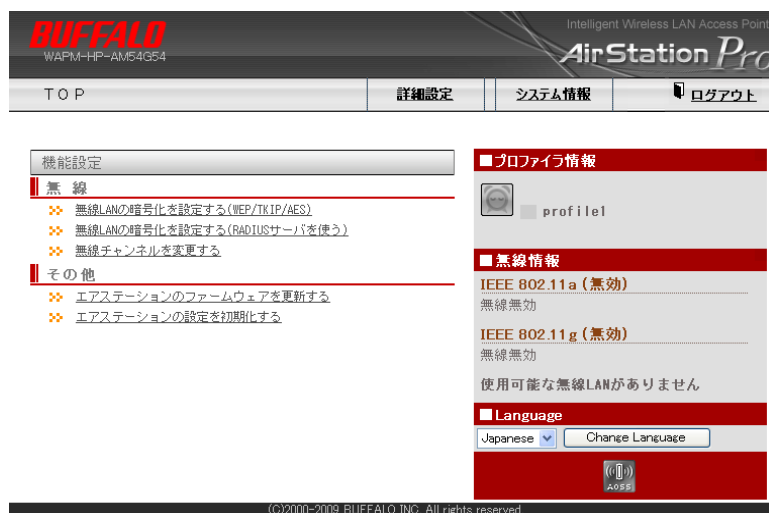 BUFFALO
WAPM-HP-AM54G54
Intelligent Wireless LAN Access Point
AirStation Pro
TOP
詳細設定
システム情報
ログアウト
機能設定
無 線
無線LANの暗号化を設定する(WEP/TKIP/AES)
無線LANの暗号化を設定する(RADIUSサーバを使う)
無線チャンネルを変更する
その他
エアステーションのファームウェアを更新する
エアステーションの設定を初期化する
■プロファイラ情報
profile1
■無線情報
IEEE 802.11a (無効)
無線無効
IEEE 802.11g (無効)
無線無効
使用可能な無線LANがありません
■Language
Japanese
Change Language
AOSS
(C)2000-2009 BUFFALO INC. All rights reserved